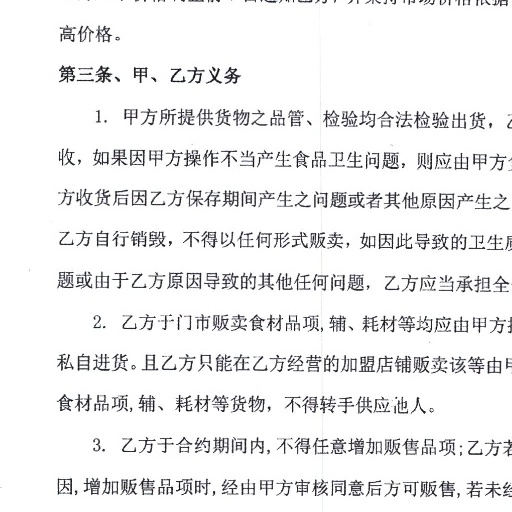 高价格。
第三条、甲、乙方义务
1. 甲方所提供货物之品管、检验均合法检验出货，
收，如果因甲方操作不当产生食品卫生问题，则应由甲方
方收货后因乙方保存期间产生之问题或者其他原因产生之
乙方自行销毁，不得以任何形式贩卖，如因此导致的卫生
题或由于乙方原因导致的其他任何问题，乙方应当承担全
2. 乙方于门市贩卖食材品项, 辅、耗材等均应由甲方
私自进货。且乙方只能在乙方经营的加盟店铺贩卖该等由
食材品项, 辅、耗材等货物，不得转手供应他人。
3. 乙方于合约期间内, 不得任意增加贩售品项; 乙方若
因, 增加贩售品项时, 经由甲方审核同意后方可贩售, 若未经